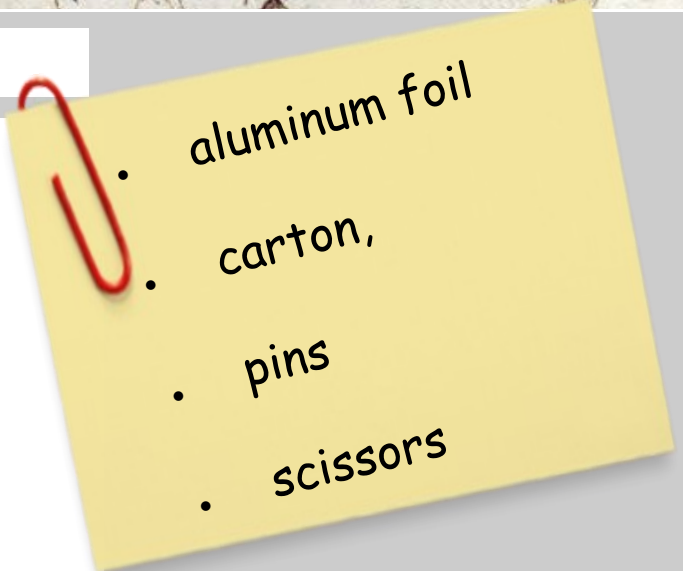 • aluminum foil
• carton,
• pins
• scissors